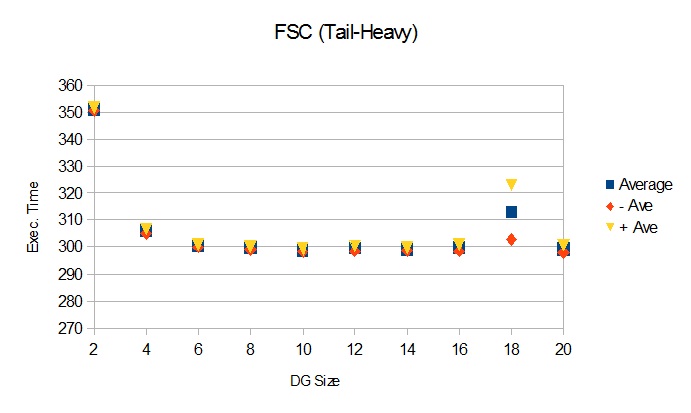 FSC (Tail-Heavy)
360
350
340
330
320
310
300
290
280
270
Exec. Time
2 4 6 8 10 12 14 16 18 20
DG Size
Average
- Ave
+ Ave